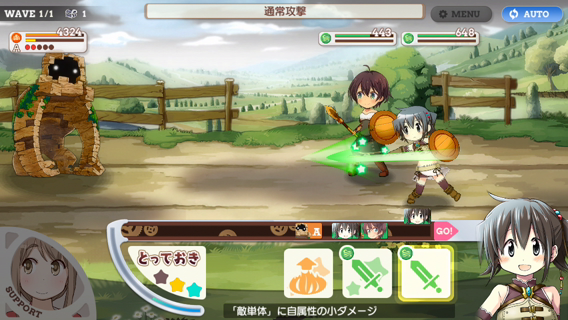 WAVE 1/1
1
通常攻撃
MENU
AUTO
4324
A
443
648
A
GO!
とっておき
SUPPORT
「敵単体」に自属性の小ダメージ